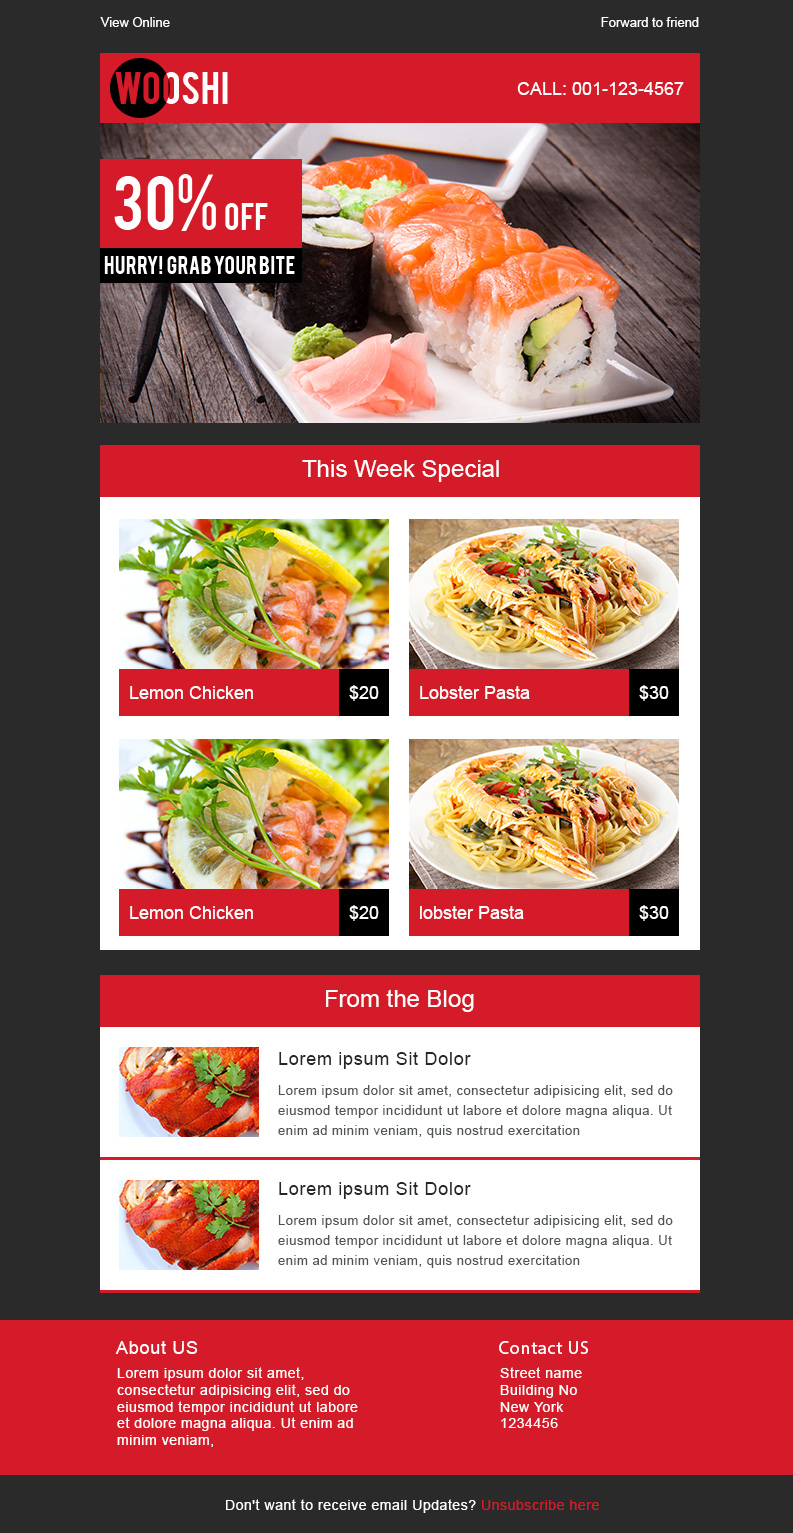 View Online
Forward to friend
WOOSHI
CALL: 001-123-4567
30% OFF
HURRY! GRAB YOUR BITE
This Week Special
Lemon Chicken $20
Lobster Pasta $30
Lemon Chicken $20
lobster Pasta $30
From the Blog
Lorem ipsum Sit Dolor
Lorem ipsum dolor sit amet, consectetur adipisicing elit, sed do
eiusmod tempor incididunt ut labore et dolore magna aliqua. Ut
enim ad minim veniam, quis nostrud exercitation
Lorem ipsum Sit Dolor
Lorem ipsum dolor sit amet, consectetur adipisicing elit, sed do
eiusmod tempor incididunt ut labore et dolore magna aliqua. Ut
enim ad minim veniam, quis nostrud exercitation
About US
Lorem ipsum dolor sit amet,
consectetur adipisicing elit, sed do
eiusmod tempor incididunt ut labore
et dolore magna aliqua. Ut enim ad
minim veniam,
Contact US
Street name
Building No
New York
1234456
Don't want to receive email Updates? Unsubscribe here